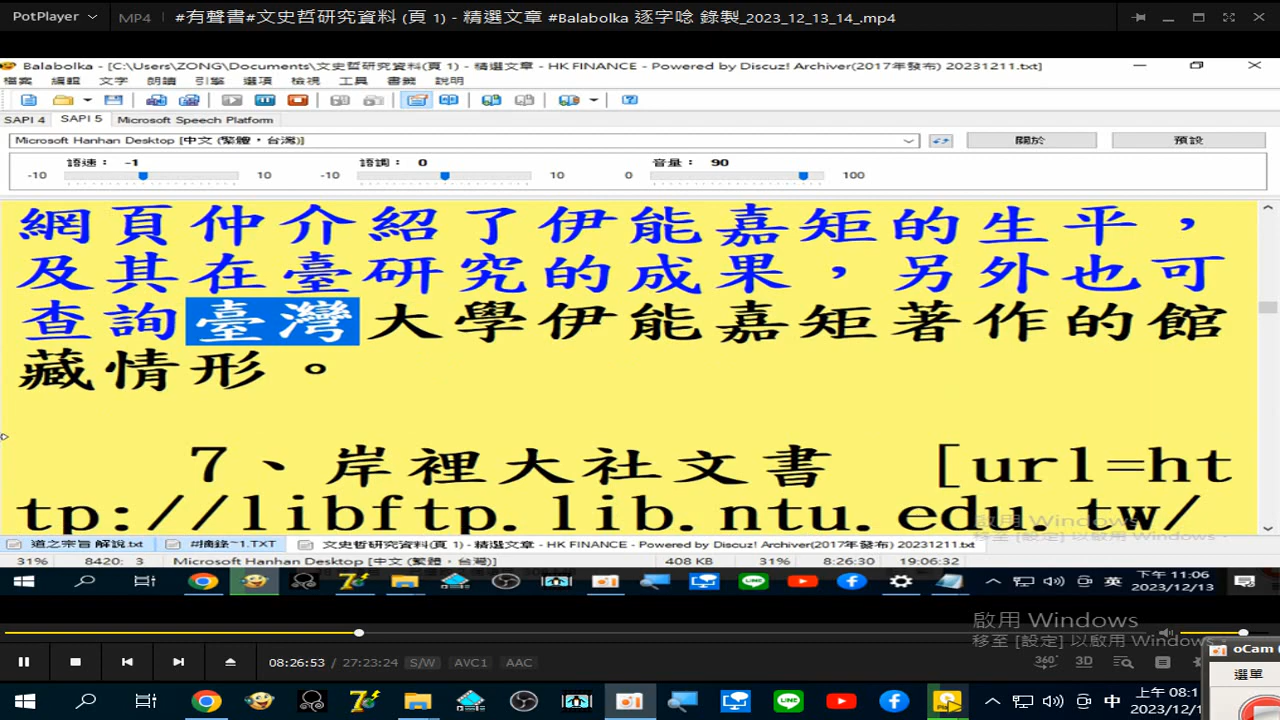 PotPlayer MP4 #有聲書#文史哲研究資料 (頁 1) - 精選文章 #Balabolka 逐字唸 錄製_2023_12_13_14_.mp4
Balabolka - [C:\Users\ZONG\Documents\文史哲研究資料(頁 1) - 精選文章 - HK FINANCE - Powered by Discuz! Archiver(2017年發布) 20231211.txt]
檔案 編輯 文字 朗讀 引擎 選項 檢視 工具 書籤 說明
SAPI 4 SAPI 5 Microsoft Speech Platform
Microsoft Hanhan Desktop [中文 (繁體，台灣)] 關於 預設
語速： -1 語調： 0 音量： 90
-10 10 -10 10 0 100
網頁仲介紹了伊能嘉矩的生平，
及其在臺研究的成果，另外也可
查詢臺灣大學伊能嘉矩著作的館
藏情形。
7、岸裡大社文書 [url=ht
tp://libftp.lib.ntu.edu.tw/
啟用 Windows
移至 [設定] 以啟用 Windows。
道之宗旨 解說.txt #摘錄~1.TXT 文史哲研究資料(頁 1) - 精選文章 - HK FINANCE - Powered by Discuz! Archiver(2017年發布) 20231211.txt
31% 8420: 3 Microsoft Hanhan Desktop [中文 (繁體，台灣)] 408 KB 31% 8:26:30 19:06:32
英 下午 11:06
2023/12/13
啟用 Windows
移至 [設定] 以啟用 Windows。
08:26:53 / 27:23:24 S/W AVC1 AAC 360° 3D
oCam
選單
中 上午 08:1
2023/12/1